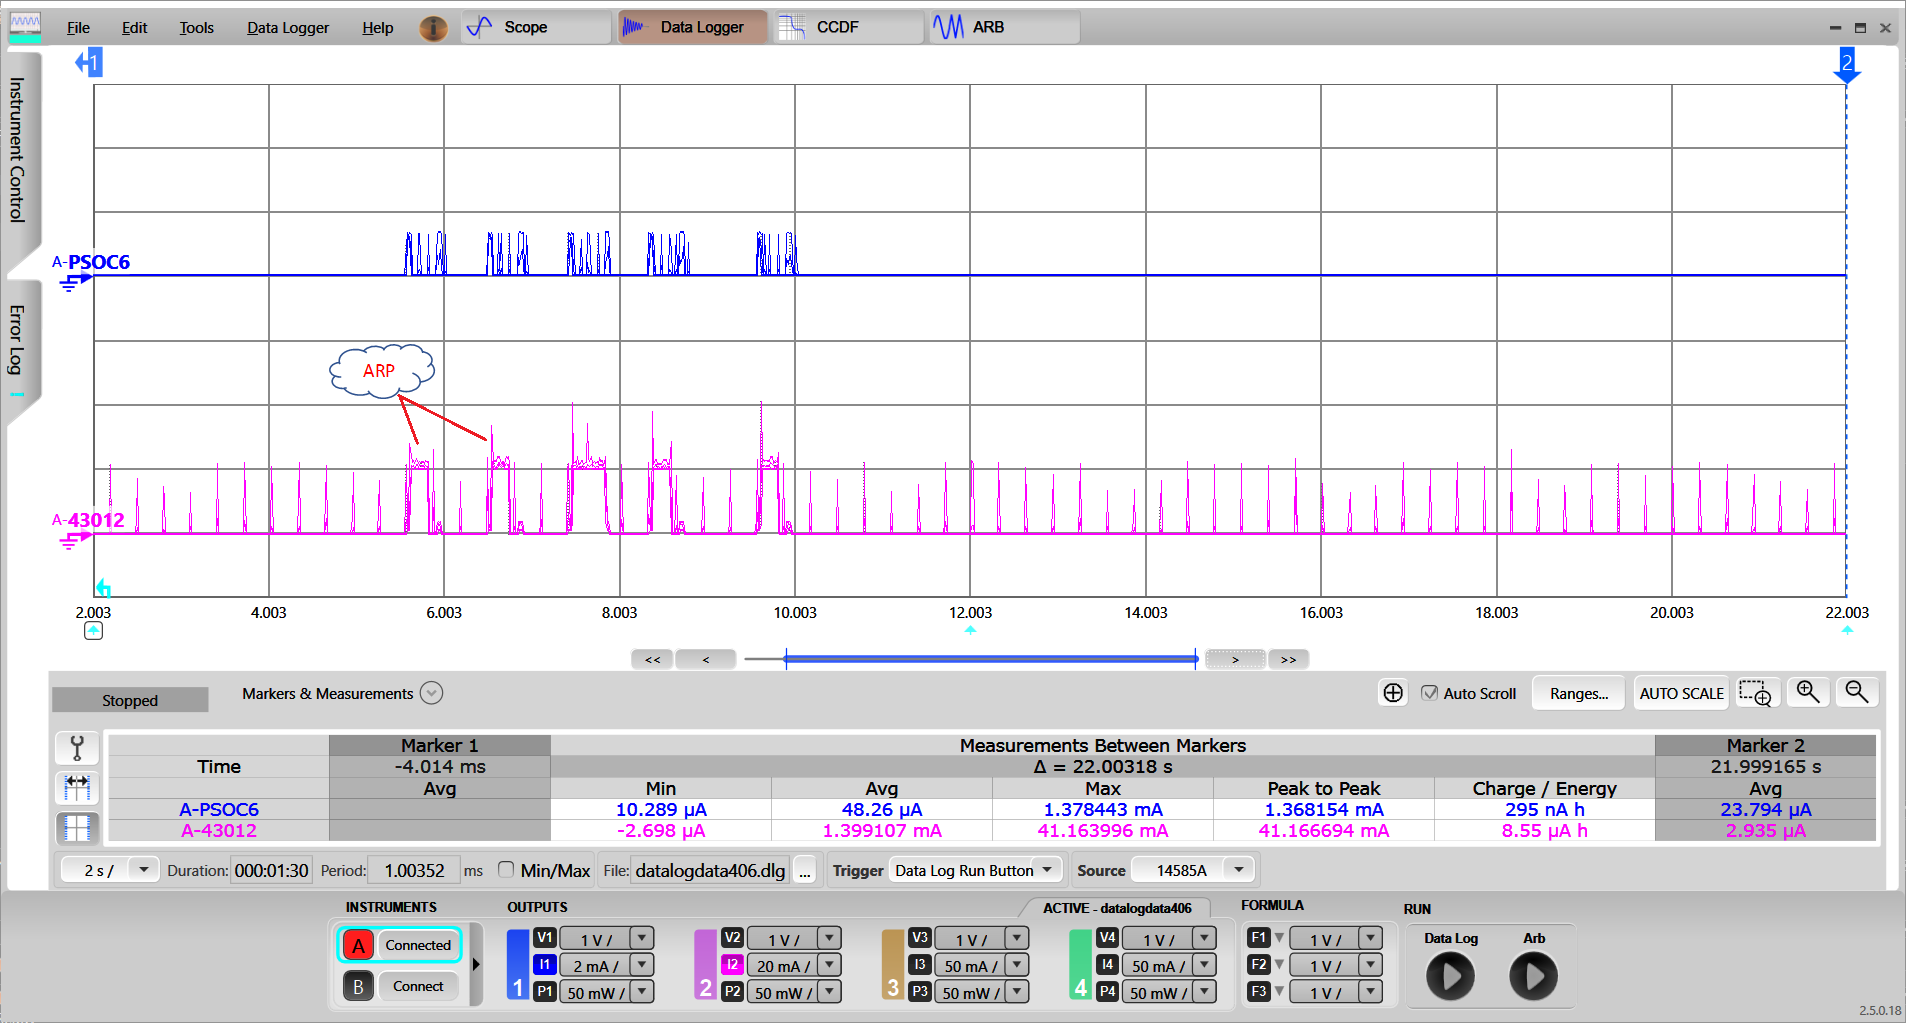 File Edit Tools Data Logger Help i Scope Data Logger CCDF ARB
Instrument Control
Error Log
1
2
A-PSOC6
ARP
A-43012
2.003 4.003 6.003 8.003 10.003 12.003 14.003 16.003 18.003 20.003 22.003
<< < > >>
Stopped Markers & Measurements Auto Scroll Ranges... AUTO SCALE
Marker 1 Measurements Between Markers Marker 2
Time -4.014 ms Δ = 22.00318 s 21.999165 s
Avg Min Avg Max Peak to Peak Charge / Energy Avg
A-PSOC6 10.289 µA 48.26 µA 1.378443 mA 1.368154 mA 295 nA h 23.794 µA
A-43012 -2.698 µA 1.399107 mA 41.163996 mA 41.166694 mA 8.55 µA h 2.935 µA
2 s / Duration: 000:01:30 Period: 1.00352 ms Min/Max File: datalogdata406.dlg ... Trigger Data Log Run Button Source 14585A
INSTRUMENTS OUTPUTS ACTIVE - datalogdata406 FORMULA RUN
A Connected V1 1 V / V2 1 V / V3 1 V / V4 1 V / F1 1 V / Data Log Arb
I1 2 mA / I2 20 mA / I3 50 mA / I4 50 mA / F2 1 V /
B Connect 1 P1 50 mW / 2 P2 50 mW / 3 P3 50 mW / 4 P4 50 mW / F3 1 V /
2.5.0.18